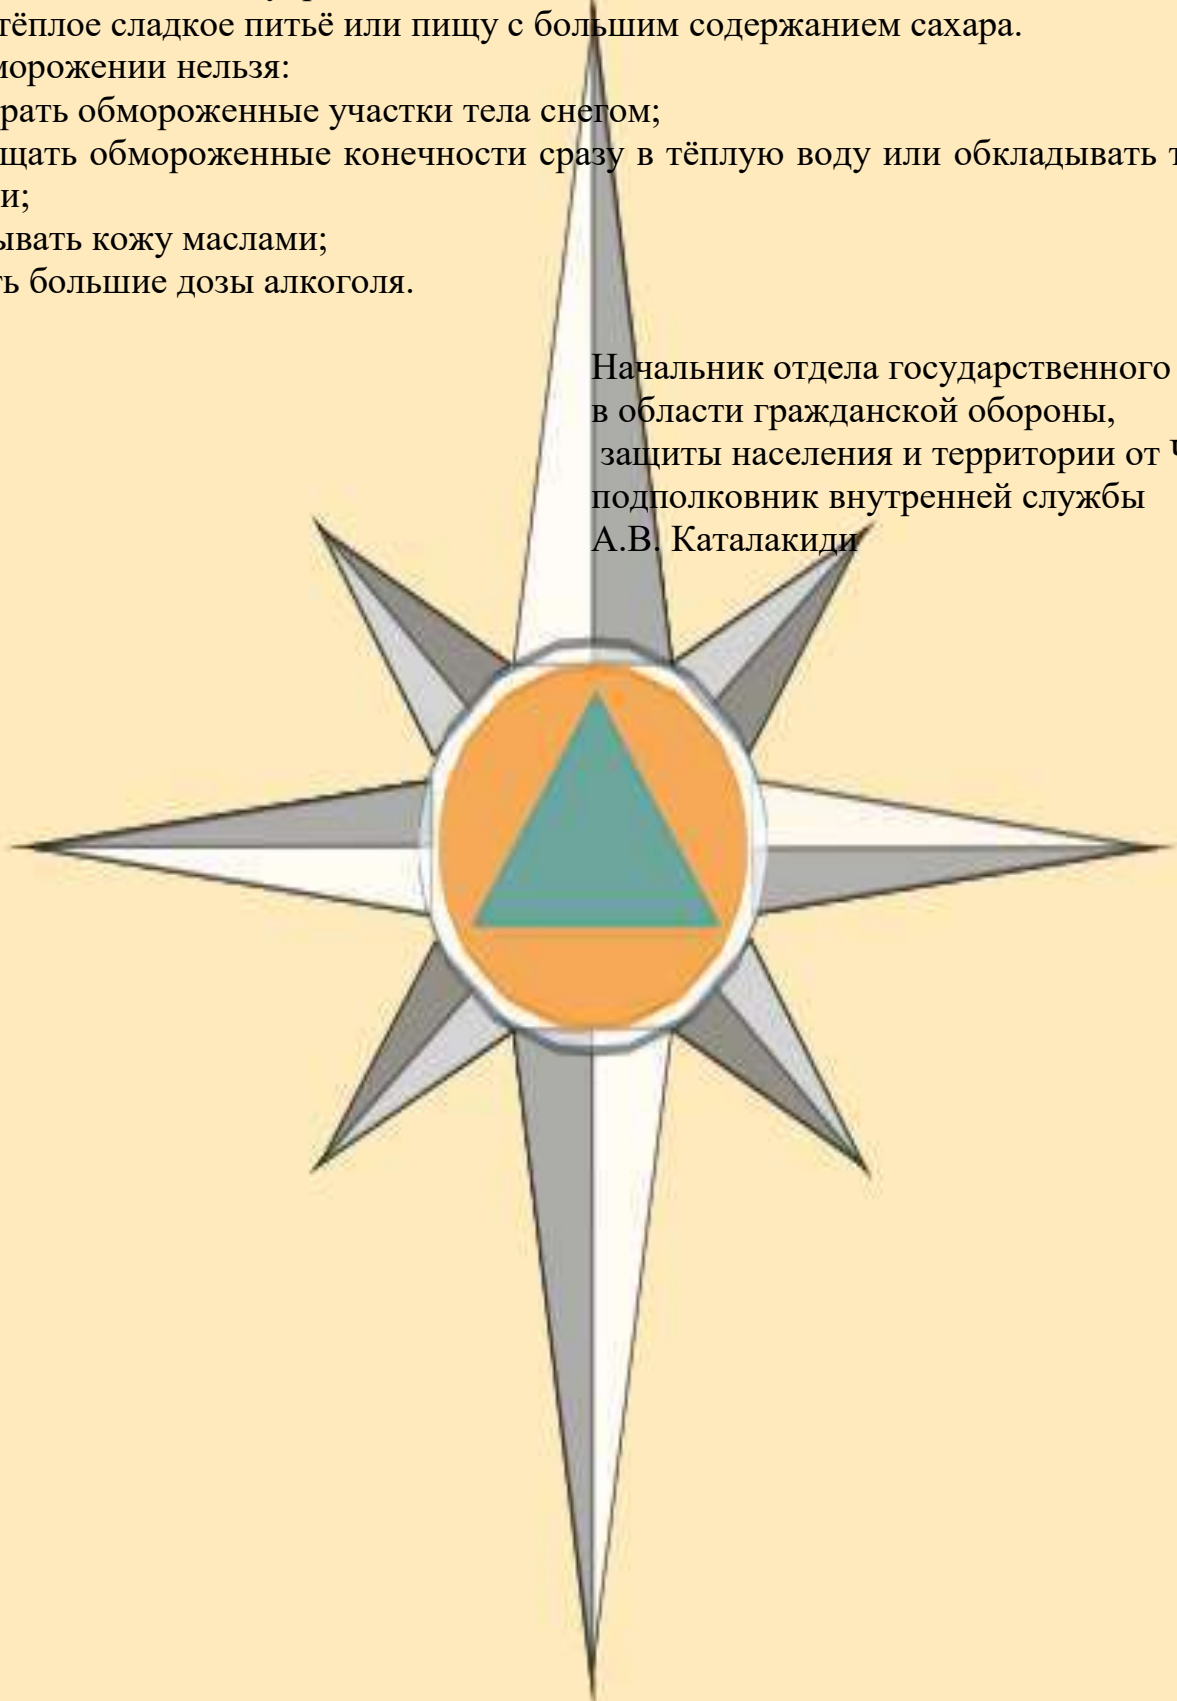 тёплое сладкое питьё или пищу с большим содержанием сахара.
морожении нельзя:
рать обмороженные участки тела снегом;
щать обмороженные конечности сразу в тёплую воду или обкладывать т
и;
ывать кожу маслами;
ть большие дозы алкоголя.
Начальник отдела государственного
в области гражданской обороны,
защиты населения и территории от Ч
подполковник внутренней службы
А.В. Каталакиди